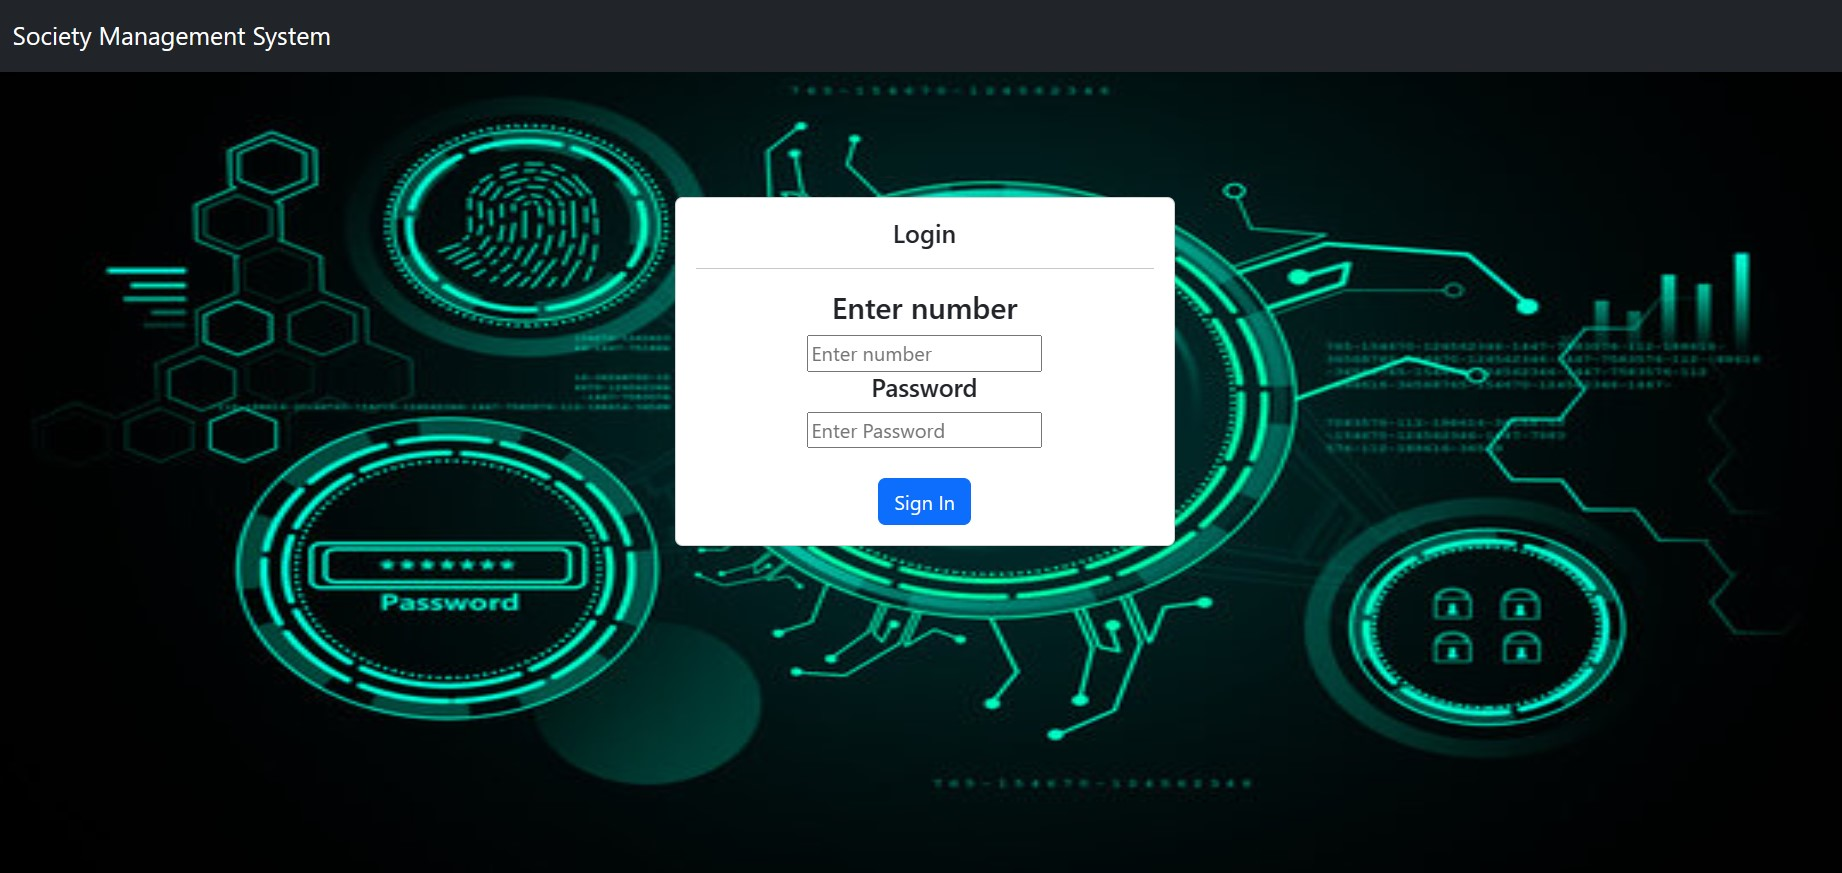 Society Management System
Login
Enter number
Enter number
Password
Enter Password
Sign In
*******
Password